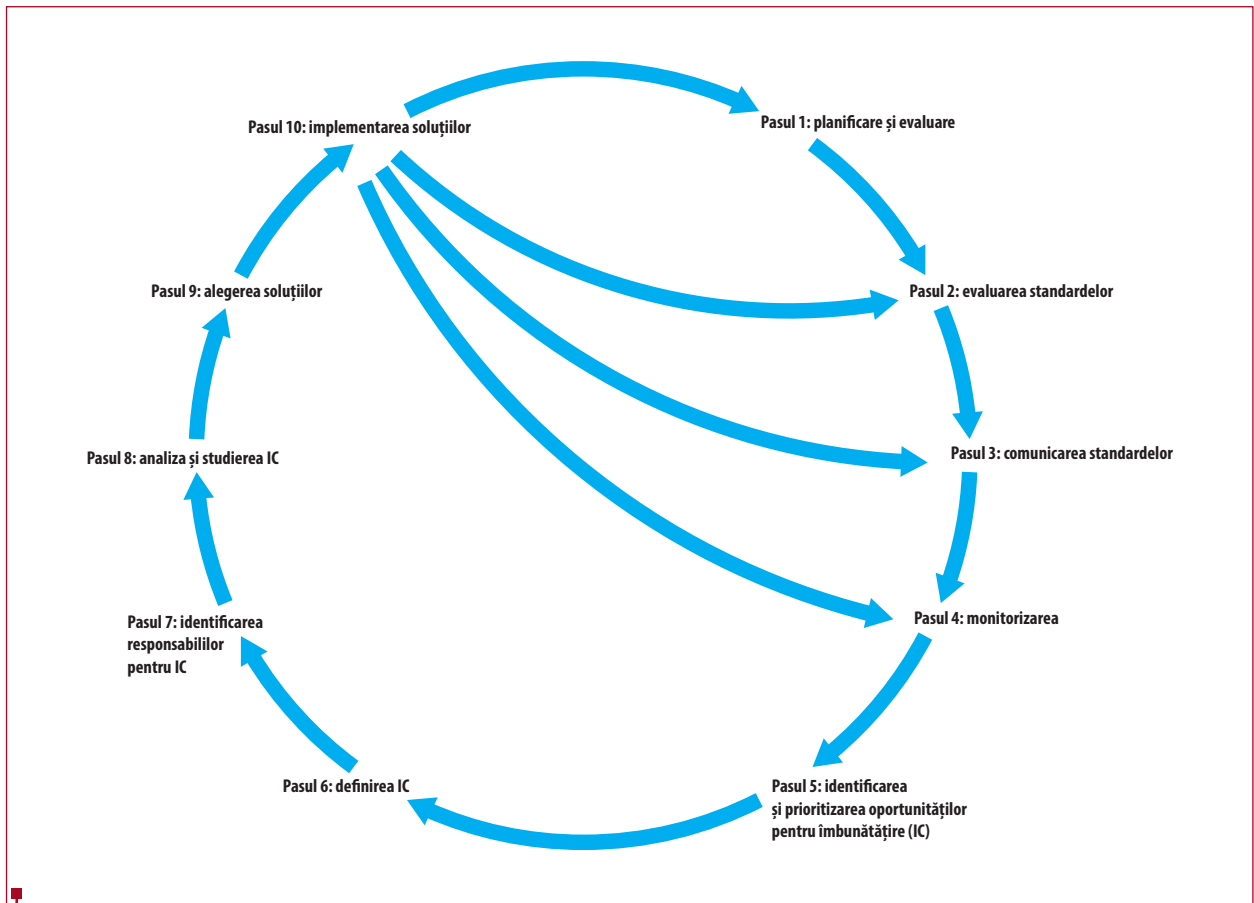 Pasul 10: implementarea soluțiilor
Pasul 1: planificare și evaluare
Pasul 9: alegerea soluțiilor
Pasul 2: evaluarea standardelor
Pasul 8: analiza și studierea IC
Pasul 3: comunicarea standardelor
Pasul 7: identificarea
responsabililor
pentru IC
Pasul 4: monitorizarea
Pasul 6: definirea IC
Pasul 5: identificarea
și prioritizarea oportunităților
pentru îmbunătățire (IC)